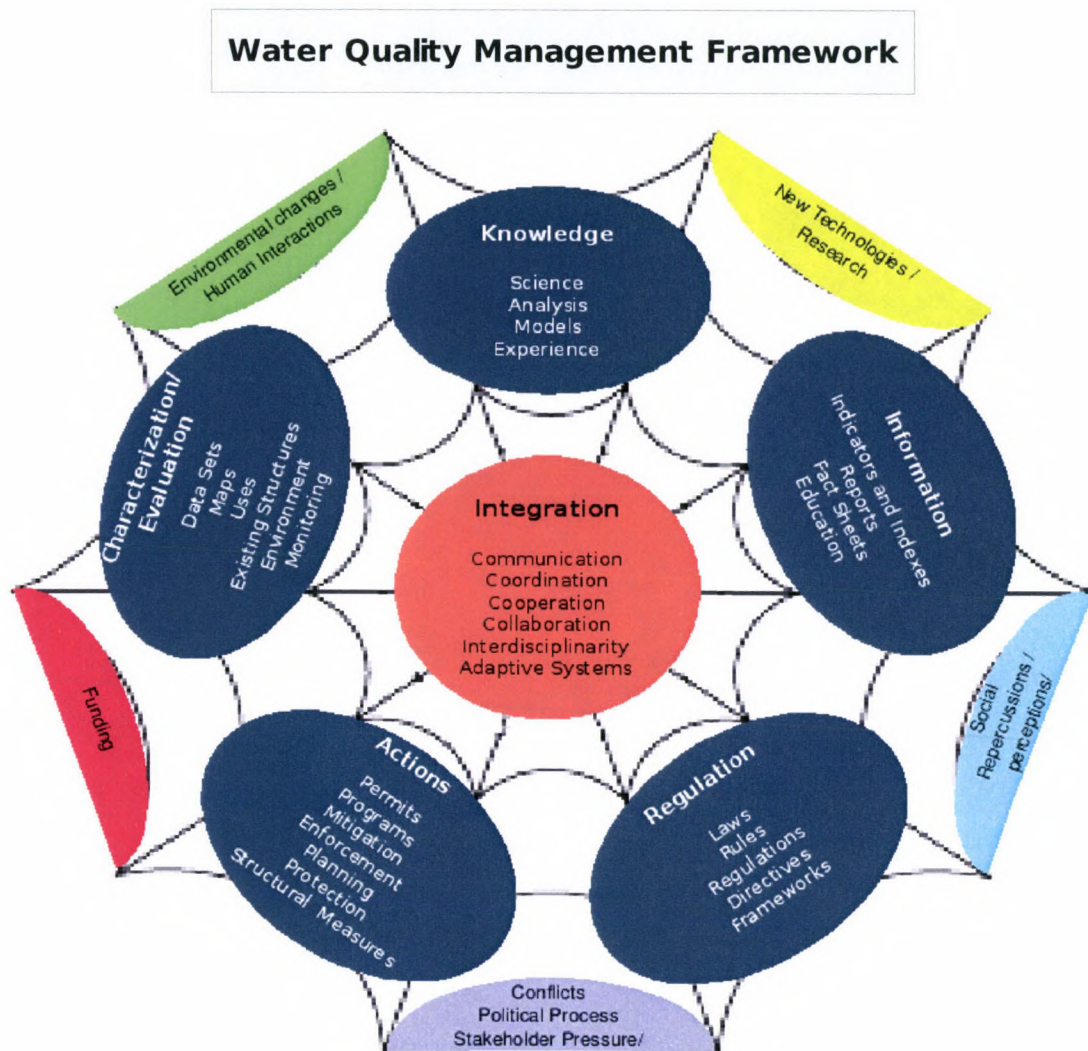 Water Quality Management Framework
Environmental changes /
Human Interactions
New Technologies /
Research
Knowledge
Science
Analysis
Models
Experience
Characterization/
Evaluation
Data Sets
Maps
Uses
Existing Structures
Environment
Monitoring
Information
Indicators and Indexes
Reports
Fact Sheets
Education
Integration
Communication
Coordination
Cooperation
Collaboration
Interdisciplinarity
Adaptive Systems
Funding
Social
Repercussions /
perceptions/
Actions
Permits
Programs
Mitigation
Enforcement
Planning
Protection
Structural Measures
Regulation
Laws
Rules
Regulations
Directives
Frameworks
Conflicts
Political Process
Stakeholder Pressure/